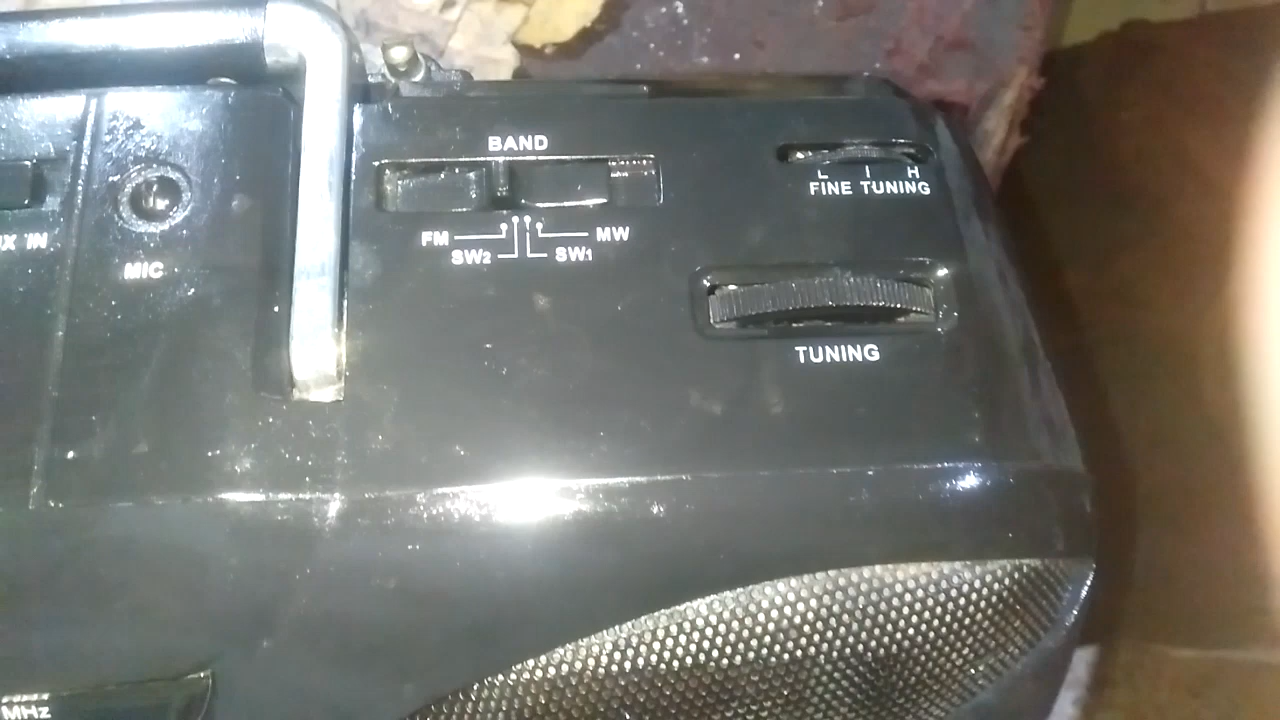 BAND
L I H
FINE TUNING
FM MW
SW2 SW1
X IN
MIC
TUNING
MHz